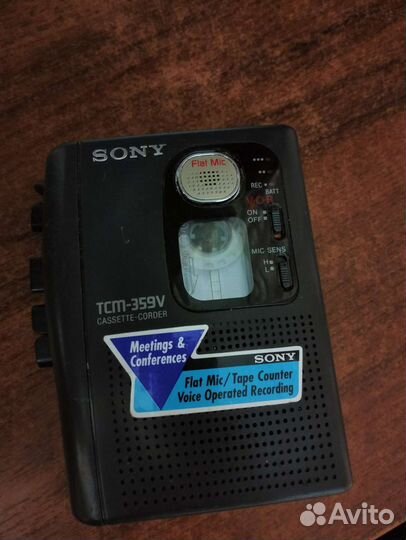 SONY
Flat Mic
REC
BATT
V·O·R
ON
OFF
MIC SENS
H
L
TCM-359V
CASSETTE-CORDER
Meetings &
Conferences
SONY
Flat Mic/Tape Counter
Voice Operated Recording
Avito